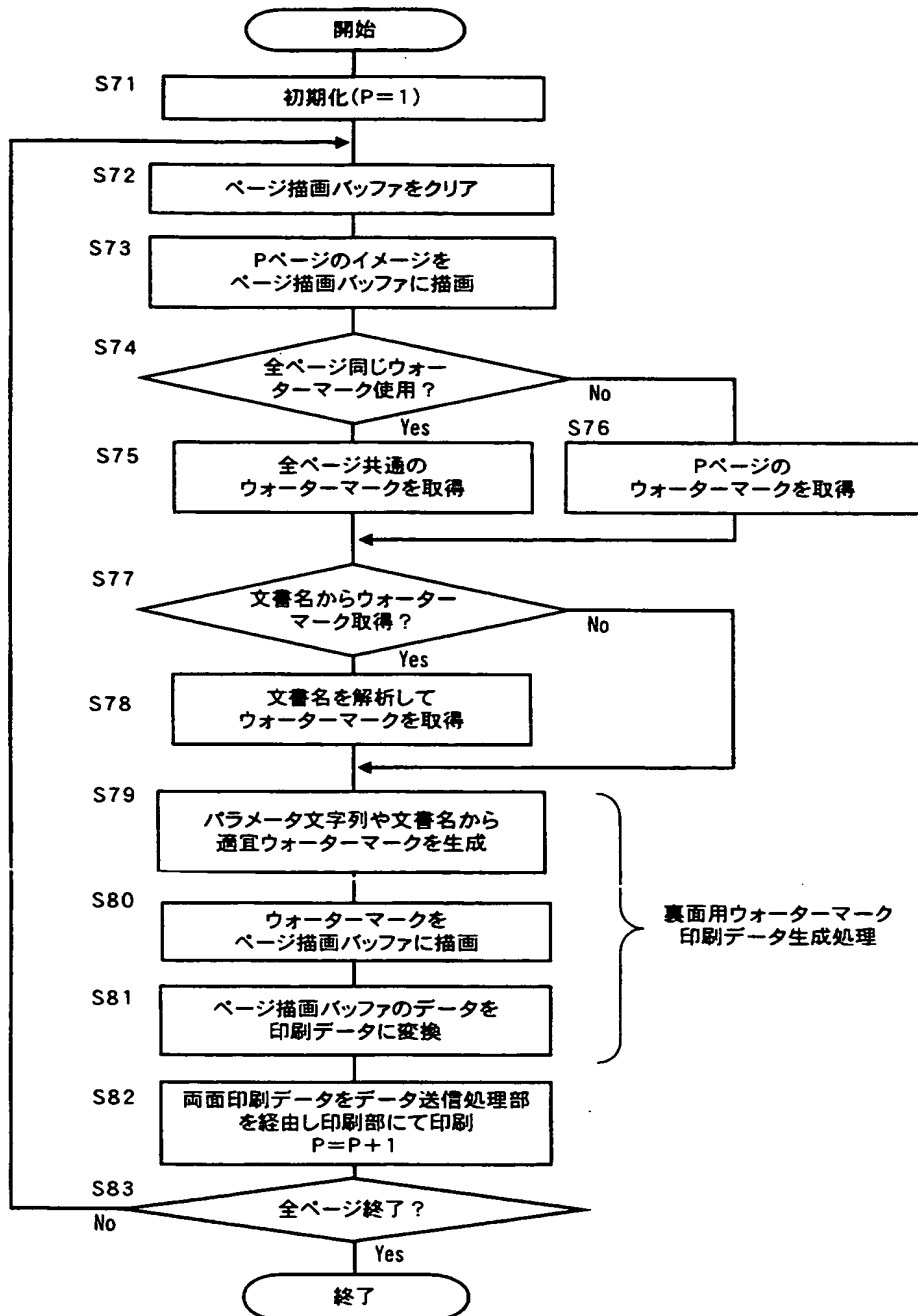 開始
S71
初期化(P=1)
S72
ページ描画バッファをクリア
S73
Pページのイメージを
ページ描画バッファに描画
S74
全ページ同じウォー
ターマーク使用?
No
Yes
S75
全ページ共通の
ウォーターマークを取得
S76
Pページの
ウォーターマークを取得
S77
文書名からウォーター
マーク取得?
No
Yes
S78
文書名を解析して
ウォーターマークを取得
S79
パラメータ文字列や文書名から
適宜ウォーターマークを生成
S80
ウォーターマークを
ページ描画バッファに描画
裏面用ウォーターマーク
印刷データ生成処理
S81
ページ描画バッファのデータを
印刷データに変換
S82
両面印刷データをデータ送信処理部
を経由し印刷部にて印刷
P=P+1
S83
全ページ終了?
No
Yes
終了